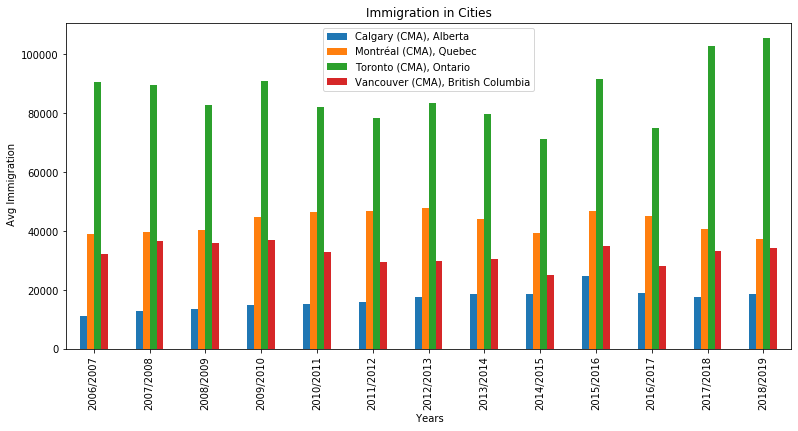 Immigration in Cities
Calgary (CMA), Alberta
Montréal (CMA), Quebec
Toronto (CMA), Ontario
Vancouver (CMA), British Columbia
Avg Immigration
100000
80000
60000
40000
20000
0
2006/2007
2007/2008
2008/2009
2009/2010
2010/2011
2011/2012
2012/2013
2013/2014
2014/2015
2015/2016
2016/2017
2017/2018
2018/2019
Years